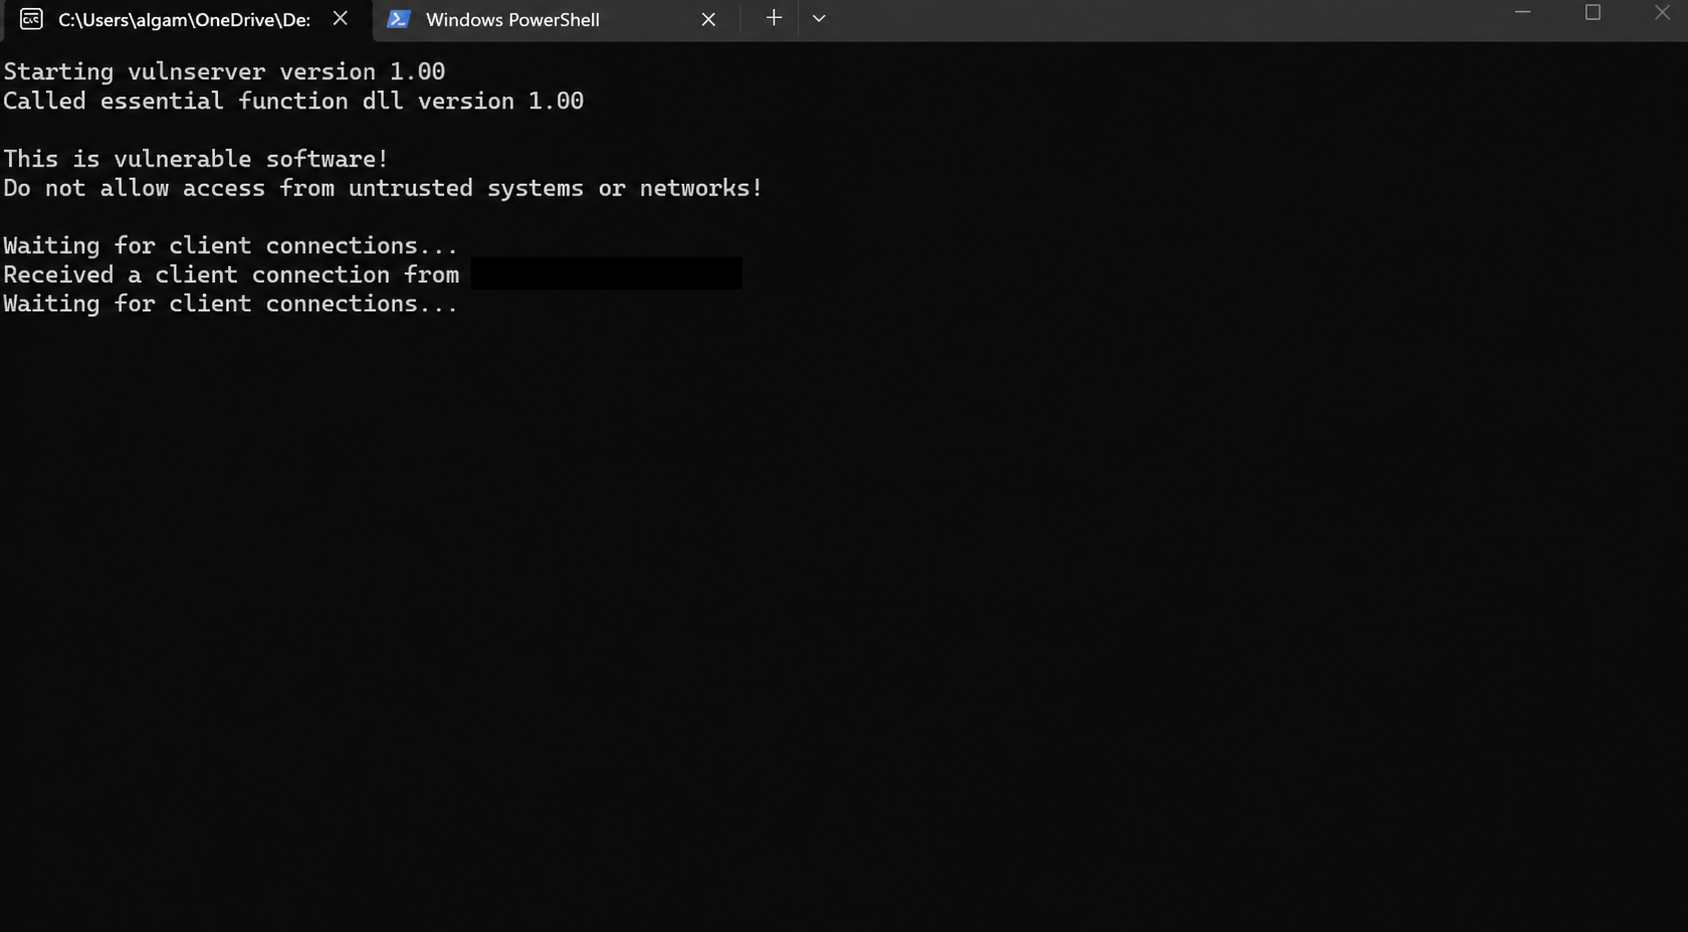 C:\Users\algam\OneDrive\De:
Windows PowerShell
Starting vulnserver version 1.00
Called essential function dll version 1.00
This is vulnerable software!
Do not allow access from untrusted systems or networks!
Waiting for client connections...
Received a client connection from
Waiting for client connections...